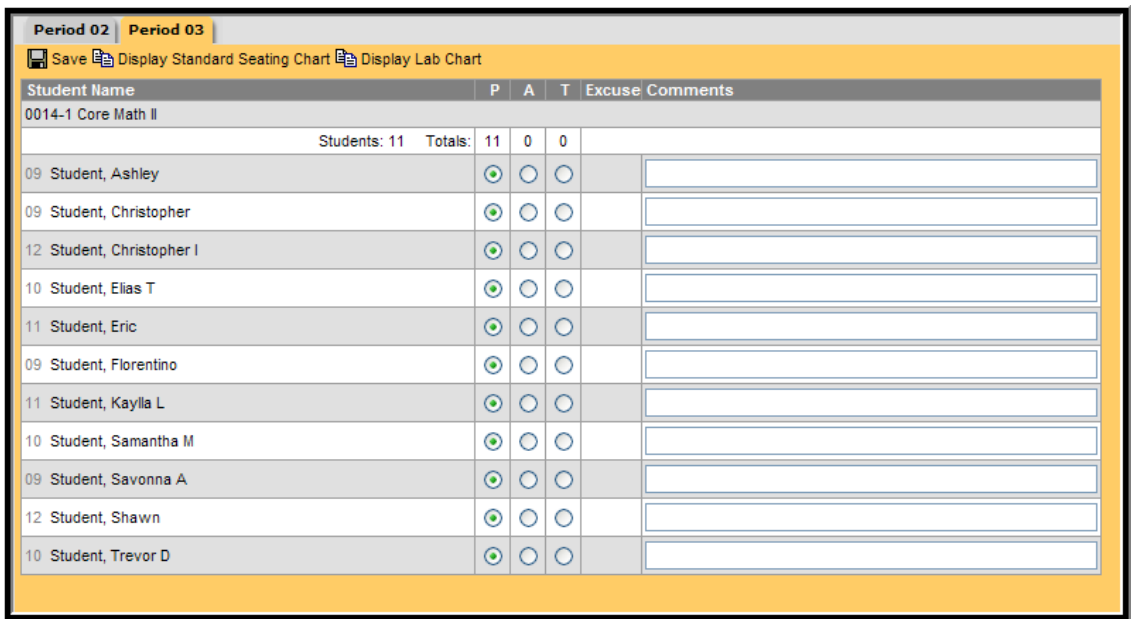 Period 02 Period 03
Save Display Standard Seating Chart Display Lab Chart
Student Name P A T Excuse Comments
0014-1 Core Math II
Students: 11 Totals: 11 0 0
09 Student, Ashley
09 Student, Christopher
12 Student, Christopher I
10 Student, Elias T
11 Student, Eric
09 Student, Florentino
11 Student, Kaylla L
10 Student, Samantha M
09 Student, Savonna A
12 Student, Shawn
10 Student, Trevor D